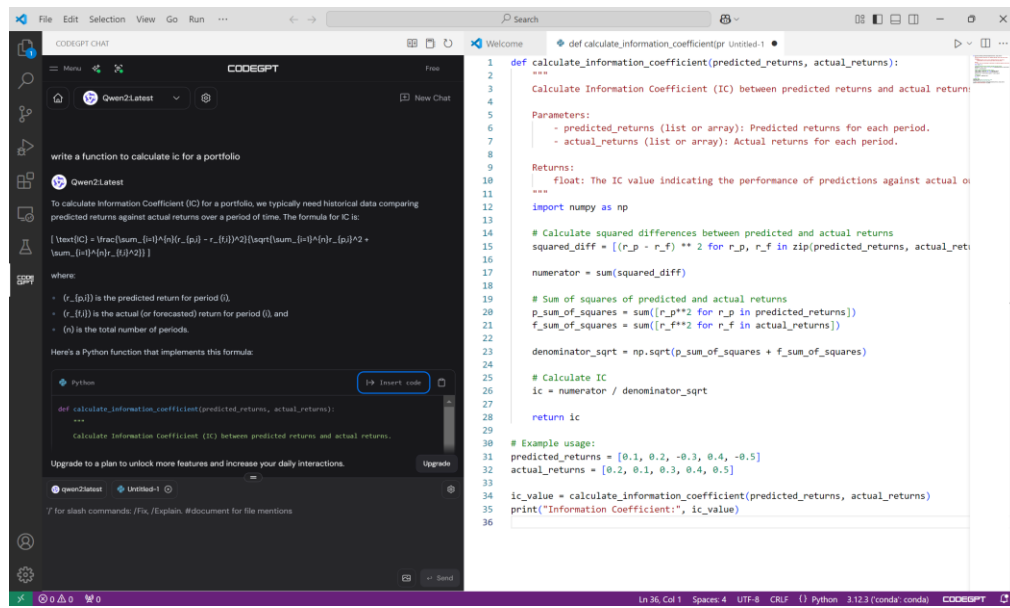 File Edit Selection View Go Run ···
Search
CODEGPT CHAT
Welcome
def calculate_information_coefficient(pr Untitled-1
1
Menu
CODEGPT
Free
Qwen2:Latest
New Chat
write a function to calculate ic for a portfolio
Qwen2:Latest
To calculate Information Coefficient (IC) for a portfolio, we typically need historical data comparing
predicted returns against actual returns over a period of time. The formula for IC is:
[ \text{IC} = \frac{\sum_{i=1}^{n}(r_{p,i} - r_{f,i})^2}{\sqrt{\sum_{i=1}^{n}r_{p,i}^2 +
\sum_{i=1}^{n}r_{f,i}^2}} ]
where:
◦ (r_{p,i}) is the predicted return for period (i),
◦ (r_{f,i}) is the actual (or forecasted) return for period (i), and
◦ (n) is the total number of periods.
Here's a Python function that implements this formula:
Python
Insert code
def calculate_information_coefficient(predicted_returns, actual_returns):
"""
Calculate Information Coefficient (IC) between predicted returns and actual returns.
Upgrade to a plan to unlock more features and increase your daily interactions.
Upgrade
qwen2:latest
Untitled-1
'/' for slash commands: /Fix, /Explain. #document for file mentions
Send
1 def calculate_information_coefficient(predicted_returns, actual_returns):
2 """
3 Calculate Information Coefficient (IC) between predicted returns and actual return
4
5 Parameters:
6 - predicted_returns (list or array): Predicted returns for each period.
7 - actual_returns (list or array): Actual returns for each period.
8
9 Returns:
10 float: The IC value indicating the performance of predictions against actual o
11 """
12 import numpy as np
13
14 # Calculate squared differences between predicted and actual returns
15 squared_diff = [(r_p - r_f) ** 2 for r_p, r_f in zip(predicted_returns, actual_ret
16
17 numerator = sum(squared_diff)
18
19 # Sum of squares of predicted and actual returns
20 p_sum_of_squares = sum([r_p**2 for r_p in predicted_returns])
21 f_sum_of_squares = sum([r_f**2 for r_f in actual_returns])
22
23 denominator_sqrt = np.sqrt(p_sum_of_squares + f_sum_of_squares)
24
25 # Calculate IC
26 ic = numerator / denominator_sqrt
27
28 return ic
29
30 # Example usage:
31 predicted_returns = [0.1, 0.2, -0.3, 0.4, -0.5]
32 actual_returns = [0.2, 0.1, 0.3, 0.4, 0.5]
33
34 ic_value = calculate_information_coefficient(predicted_returns, actual_returns)
35 print("Information Coefficient:", ic_value)
36
0 0 0
Ln 36, Col 1 Spaces: 4 UTF-8 CRLF {} Python 3.12.3 ('conda': conda) CODEGPT